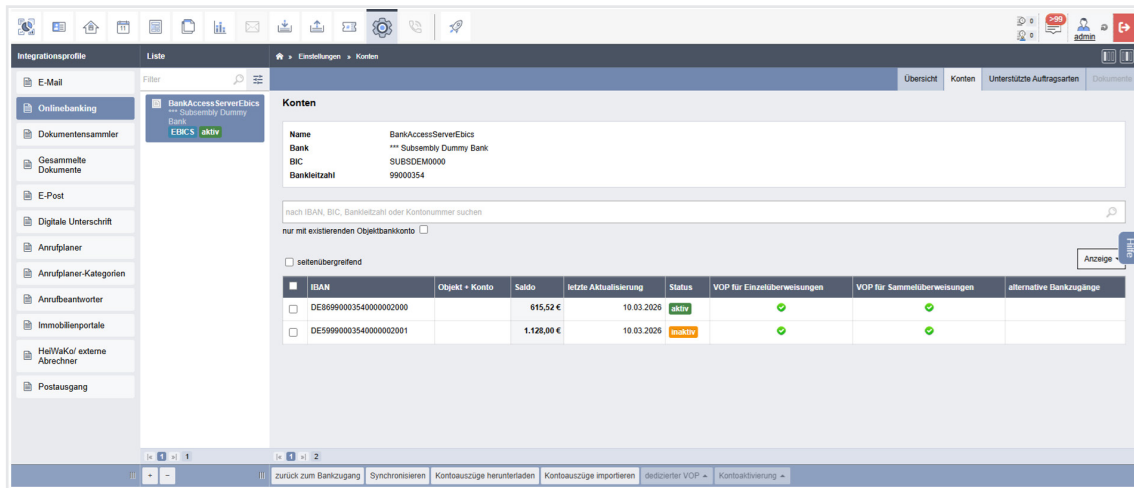 >99
0
0
admin
Integrationsprofile
Liste
» Einstellungen » Konten
E-Mail
Onlinebanking
Dokumentensammler
Gesammelte
Dokumente
E-Post
Digitale Unterschrift
Anrufplaner
Anrufplaner-Kategorien
Anrufbeantworter
Immobilienportale
HeiWaKo/ externe
Abrechner
Postausgang
Filter
BankAccessServerEbics
*** Subsembly Dummy
Bank
EBICS aktiv
Übersicht Konten Unterstützte Auftragsarten Dokumente
Konten
Name BankAccessServerEbics
Bank *** Subsembly Dummy Bank
BIC SUBSDEM0000
Bankleitzahl 99000354
nach IBAN, BIC, Bankleitzahl oder Kontonummer suchen
nur mit existierenden Objektbankkonto
Hilfe
seitenübergreifend
Anzeige
IBAN Objekt + Konto Saldo letzte Aktualisierung Status VOP für Einzelüberweisungen VOP für Sammelüberweisungen alternative Bankzugänge
DE86990003540000002000 615,52 € 10.03.2026 aktiv
DE59990003540000002001 1.128,00 € 10.03.2026 inaktiv
1 1
1 2
+ −
zurück zum Bankzugang Synchronisieren Kontoauszüge herunterladen Kontoauszüge importieren dedizierter VOP Kontoaktivierung